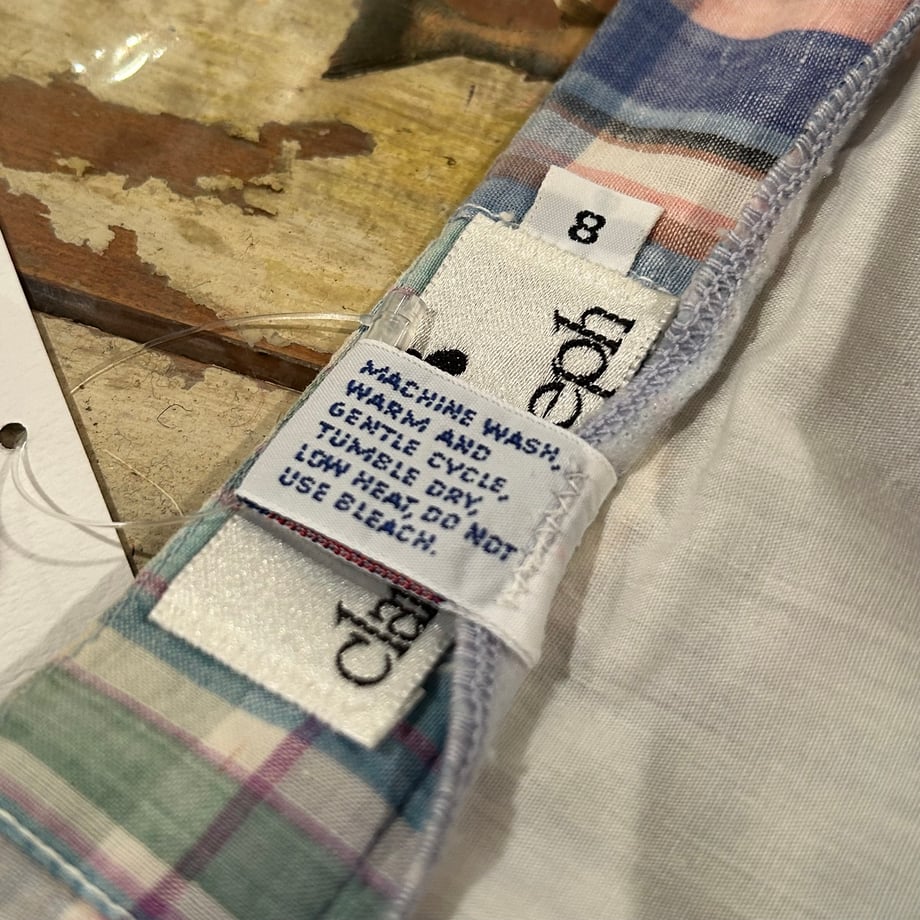 8
MACHINE WASH,
WARM AND
GENTLE CYCLE,
TUMBLE DRY,
LOW HEAT, DO NOT
USE BLEACH.